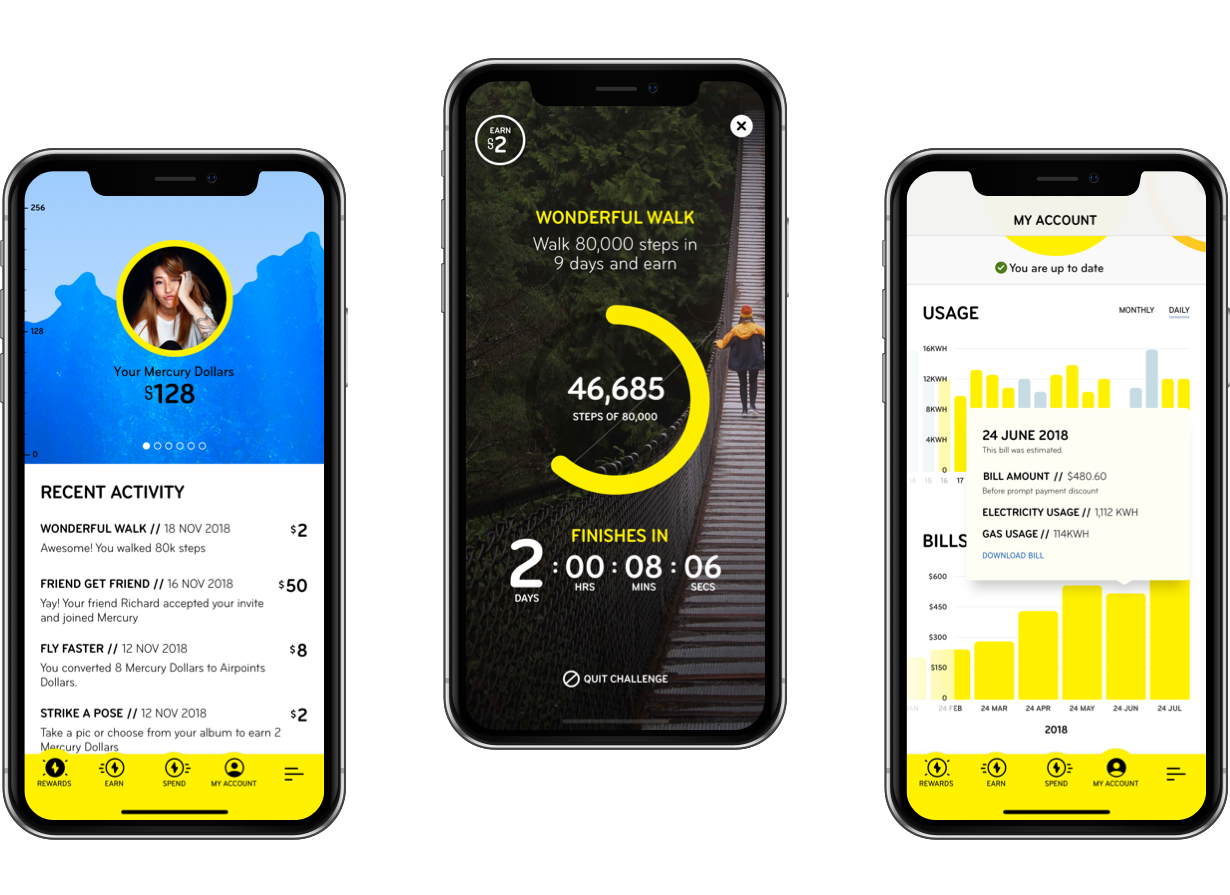 256
128
0
Your Mercury Dollars
$128
RECENT ACTIVITY
WONDERFUL WALK // 18 NOV 2018 $2
Awesome! You walked 80k steps
FRIEND GET FRIEND // 16 NOV 2018 $50
Yay! Your friend Richard accepted your invite
and joined Mercury
FLY FASTER // 12 NOV 2018 $8
You converted 8 Mercury Dollars to Airpoints
Dollars.
STRIKE A POSE // 12 NOV 2018 $2
Take a pic or choose from your album to earn 2
Mercury Dollars
REWARDS EARN SPEND MY ACCOUNT
EARN
$2
WONDERFUL WALK
Walk 80,000 steps in
9 days and earn
46,685
STEPS OF 80,000
FINISHES IN
2 : 00 : 08 : 06
DAYS HRS MINS SECS
QUIT CHALLENGE
MY ACCOUNT
You are up to date
USAGE MONTHLY DAILY
16KWH
12KWH
8KWH
4KWH
0
14 15 16 17
24 JUNE 2018
This bill was estimated.
BILL AMOUNT // $480.60
Before prompt payment discount
ELECTRICITY USAGE // 1,112 KWH
GAS USAGE // 114KWH
DOWNLOAD BILL
BILLS
$600
$450
$300
$150
0
AN 24 FEB 24 MAR 24 APR 24 MAY 24 JUN 24 JUL
2018
REWARDS EARN SPEND MY ACCOUNT